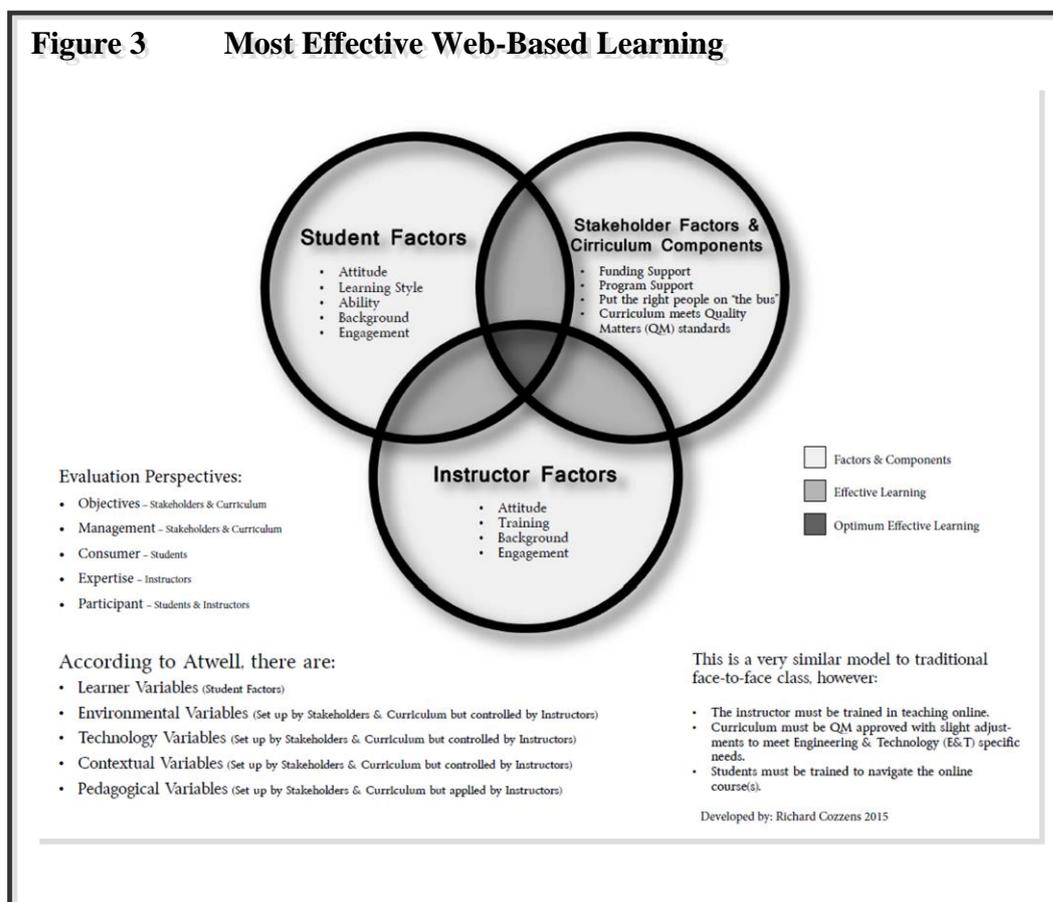 Figure 3 Most Effective Web-Based Learning
Student Factors
• Attitude
• Learning Style
• Ability
• Background
• Engagement
Stakeholder Factors &
Cirriculum Components
• Funding Support
• Program Support
• Put the right people on "the bus"
• Curriculum meets Quality
Matters (QM) standards
Instructor Factors
• Attitude
• Training
• Background
• Engagement
Factors & Components
Effective Learning
Optimum Effective Learning
Evaluation Perspectives:
• Objectives – Stakeholders & Curriculum
• Management – Stakeholders & Curriculum
• Consumer – Students
• Expertise – Instructors
• Participant – Students & Instructors
According to Atwell, there are:
• Learner Variables (Student Factors)
• Environmental Variables (Set up by Stakeholders & Curriculum but controlled by Instructors)
• Technology Variables (Set up by Stakeholders & Curriculum but controlled by Instructors)
• Contextual Variables (Set up by Stakeholders & Curriculum but controlled by Instructors)
• Pedagogical Variables (Set up by Stakeholders & Curriculum but applied by Instructors)
This is a very similar model to traditional
face-to-face class, however:
• The instructor must be trained in teaching online.
• Curriculum must be QM approved with slight adjust-
ments to meet Engineering & Technology (E&T) specific
needs.
• Students must be trained to navigate the online
course(s).
Developed by: Richard Cozzens 2015